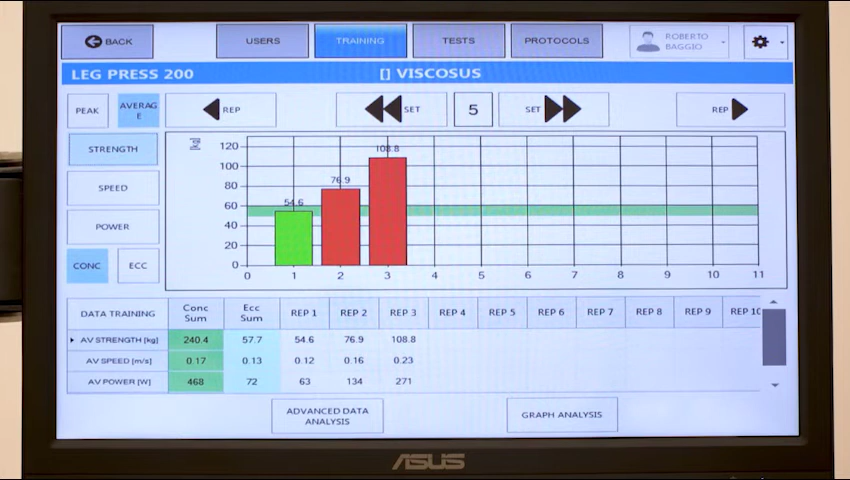 BACK
USERS
TRAINING
TESTS
PROTOCOLS
ROBERTO
BAGGIO
LEG PRESS 200
[] VISCOSUS
PEAK
AVERAG
E
REP
SET
5
SET
REP
STRENGTH
SPEED
POWER
CONC
ECC
120
100
80
60
40
20
0
54.6
76.9
108.8
0 1 2 3 4 5 6 7 8 9 10 11
DATA TRAINING Conc Sum Ecc Sum REP 1 REP 2 REP 3 REP 4 REP 5 REP 6 REP 7 REP 8 REP 9 REP 10
AV STRENGTH [kg] 240.4 57.7 54.6 76.9 108.8
AV SPEED [m/s] 0.17 0.13 0.12 0.16 0.23
AV POWER [W] 468 72 63 134 271
ADVANCED DATA
ANALYSIS
GRAPH ANALYSIS
ASUS